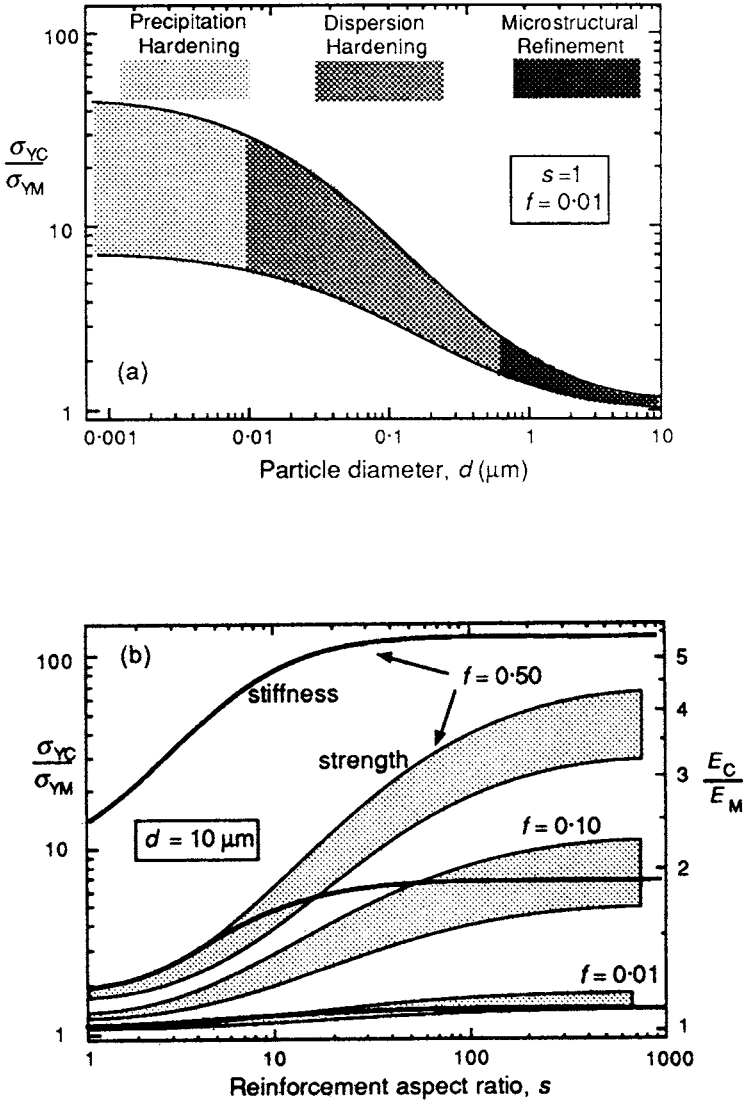 Precipitation Hardening
Dispersion Hardening
Microstructural Refinement
100
σYC
σYM
s=1
f = 0·01
10
(a)
1
0·001 0·01 0·1 1 10
Particle diameter, d (μm)
(b)
100
stiffness
f = 0·50
5
4
σYC
σYM
strength
3
EC
EM
d = 10 μm
10
f = 0·10
2
f = 0·01
1
1
1 10 100 1000
Reinforcement aspect ratio, s